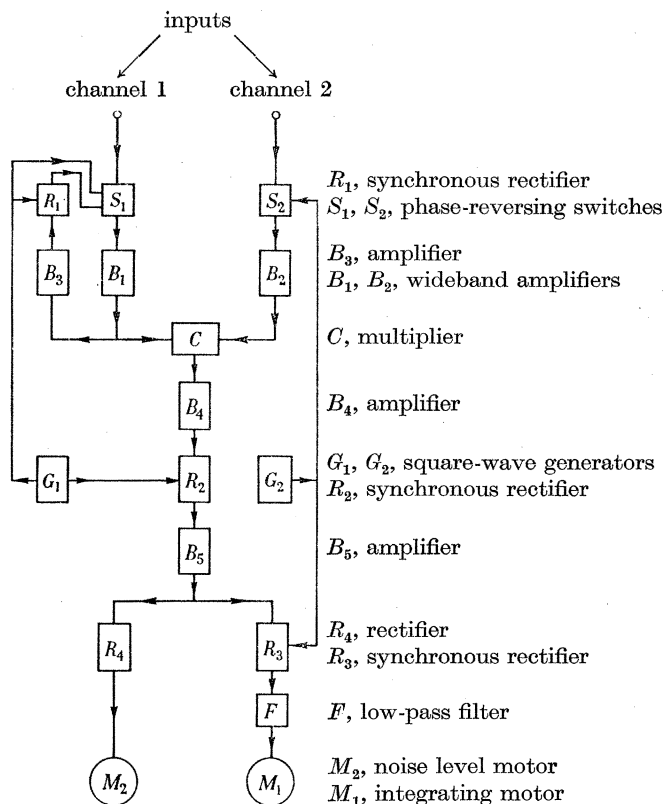 inputs
channel 1 channel 2
R₁, synchronous rectifier
R₁ S₁ S₂ S₁, S₂, phase-reversing switches
B₃, amplifier
B₃ B₁ B₂ B₁, B₂, wideband amplifiers
C C, multiplier
B₄ B₄, amplifier
G₁, G₂, square-wave generators
G₁ R₂ G₂ R₂, synchronous rectifier
B₅ B₅, amplifier
R₄, rectifier
R₄ R₃ R₃, synchronous rectifier
F F, low-pass filter
M₂, noise level motor
M₂ M₁ M₁, integrating motor